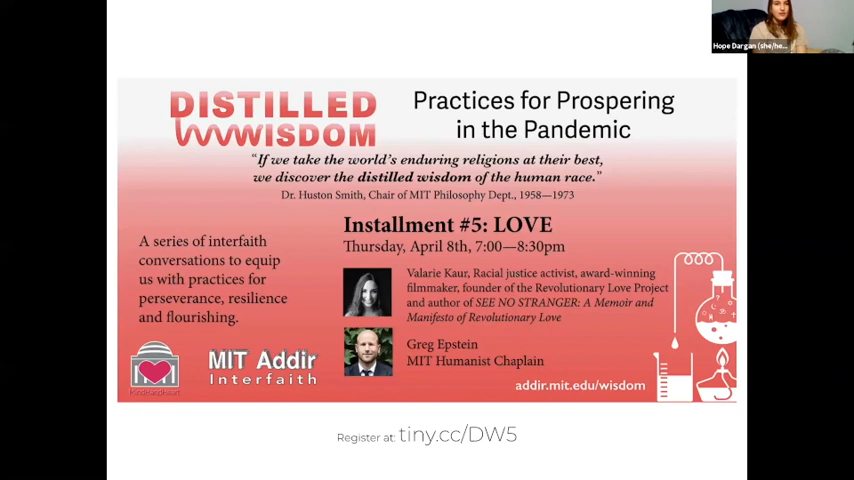 Hope Dargan (she/he...
DISTILLED
WISDOM
Practices for Prospering
in the Pandemic
“If we take the world’s enduring religions at their best,
we discover the distilled wisdom of the human race.”
Dr. Huston Smith, Chair of MIT Philosophy Dept., 1958—1973
A series of interfaith
conversations to equip
us with practices for
perseverance, resilience
and flourishing.
Installment #5: LOVE
Thursday, April 8th, 7:00—8:30pm
Valarie Kaur, Racial justice activist, award-winning
filmmaker, founder of the Revolutionary Love Project
and author of SEE NO STRANGER: A Memoir and
Manifesto of Revolutionary Love
Greg Epstein
MIT Humanist Chaplain
MindHandHeart
MIT Addir
Interfaith
addir.mit.edu/wisdom
Register at: tiny.cc/DW5